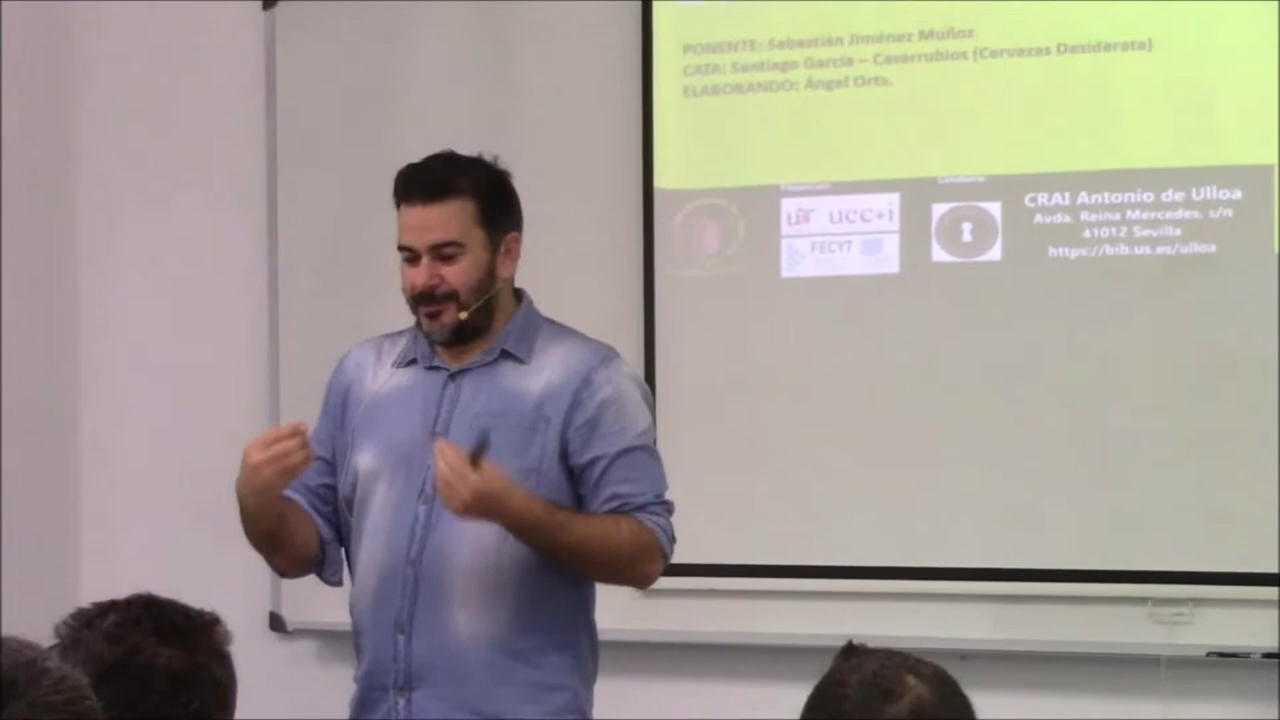 PONENTE: Sebastián Jiménez Muñoz
CATA: Santiago García – Casarrubios (Cervezas Desiderata)
ELABORANDO: Ángel Orts.
ucc+i
FECYT
CRAI Antonio de Ulloa
Avda. Reina Mercedes, s/n
41012 Sevilla
https://bib.us.es/ulloa